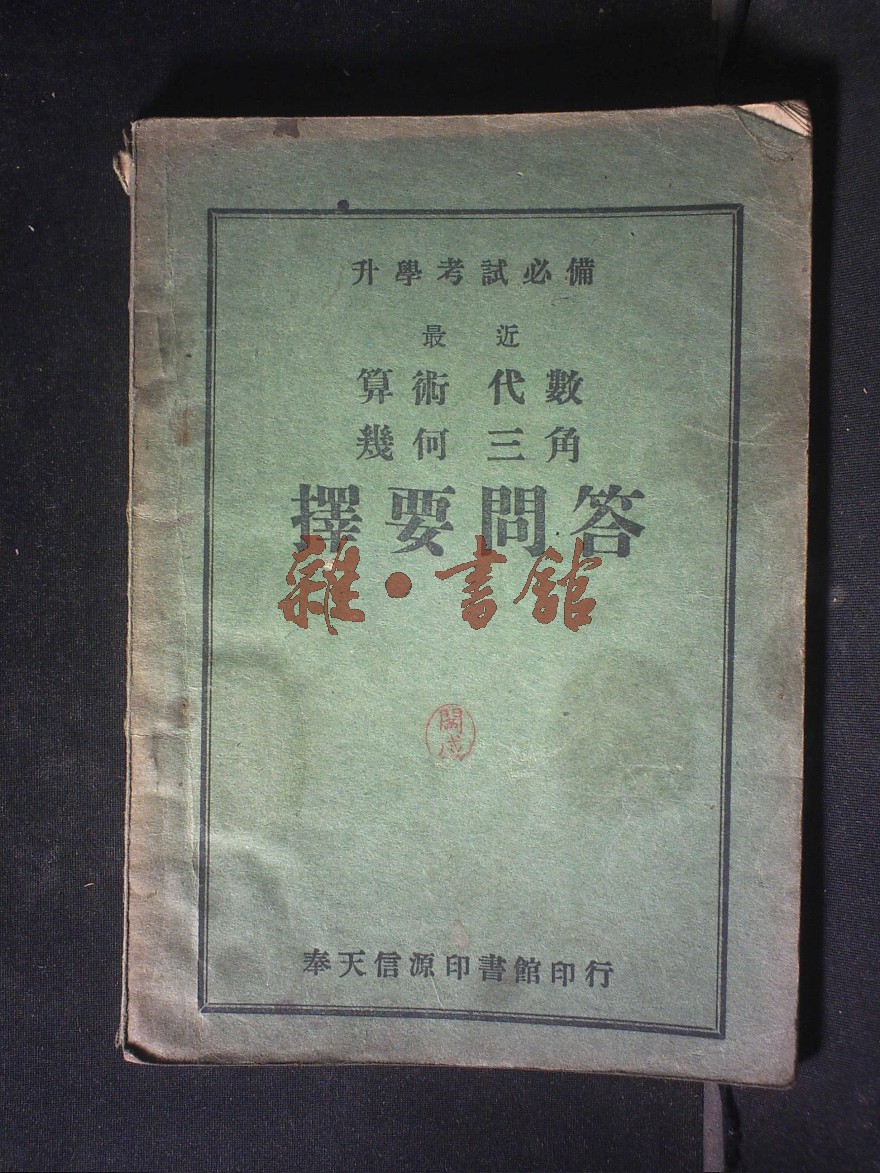 升學考試必備
最近
算術 代數
幾何 三角
擇要問答
雜·書館
奉天信源印書館印行